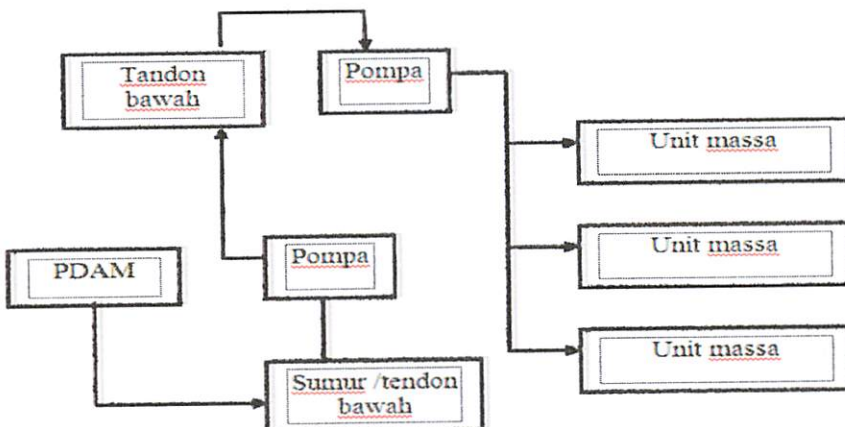 Tandon
bawah
Pompa
Unit massa
Unit massa
PDAM
Pompa
Unit massa
Sumur /tendon
bawah